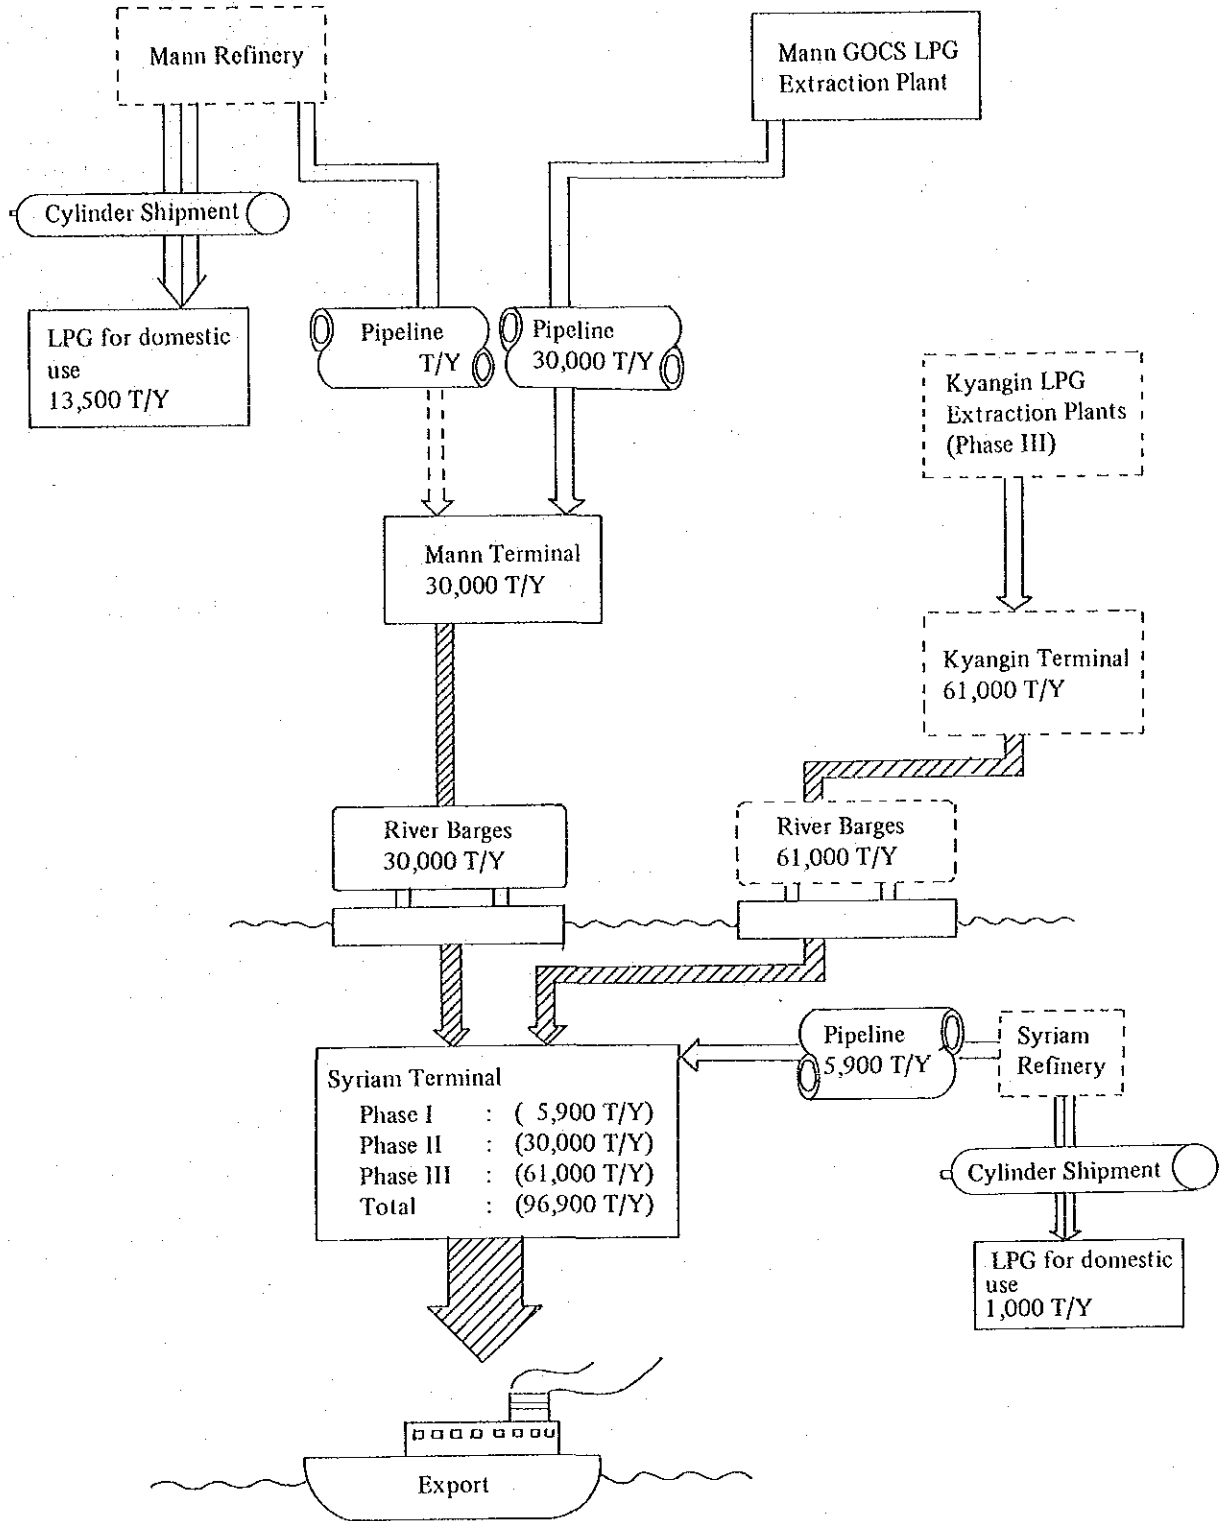 Mann Refinery
Mann GOCS LPG
Extraction Plant
Cylinder Shipment
LPG for domestic
use
13,500 T/Y
Pipeline
T/Y
Pipeline
30,000 T/Y
Kyangin LPG
Extraction Plants
(Phase III)
Mann Terminal
30,000 T/Y
Kyangin Terminal
61,000 T/Y
River Barges
30,000 T/Y
River Barges
61,000 T/Y
Pipeline
5,900 T/Y
Syriam
Refinery
Syriam Terminal
Phase I : ( 5,900 T/Y)
Phase II : (30,000 T/Y)
Phase III : (61,000 T/Y)
Total : (96,900 T/Y)
Cylinder Shipment
LPG for domestic
use
1,000 T/Y
Export